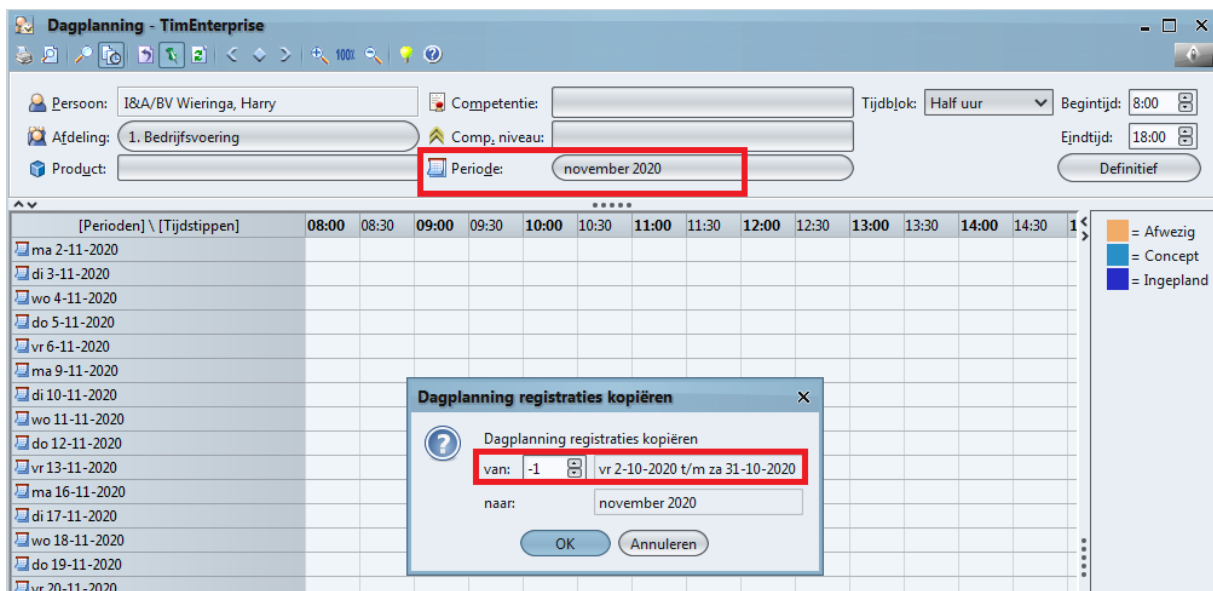 Dagplanning - TimEnterprise
100%
Persoon: I&A/BV Wieringa, Harry Competentie: Tijdblok: Half uur Begintijd: 8:00
Afdeling: 1. Bedrijfsvoering Comp. niveau: Eindtijd: 18:00
Product: Periode: november 2020 Definitief
[Perioden] \ [Tijdstippen] 08:00 08:30 09:00 09:30 10:00 10:30 11:00 11:30 12:00 12:30 13:00 13:30 14:00 14:30 1
= Afwezig
= Concept
= Ingepland
ma 2-11-2020
di 3-11-2020
wo 4-11-2020
do 5-11-2020
vr 6-11-2020
ma 9-11-2020
di 10-11-2020
wo 11-11-2020
do 12-11-2020
vr 13-11-2020
ma 16-11-2020
di 17-11-2020
wo 18-11-2020
do 19-11-2020
vr 20-11-2020
Dagplanning registraties kopiëren
Dagplanning registraties kopiëren
van: -1 vr 2-10-2020 t/m za 31-10-2020
naar: november 2020
OK Annuleren